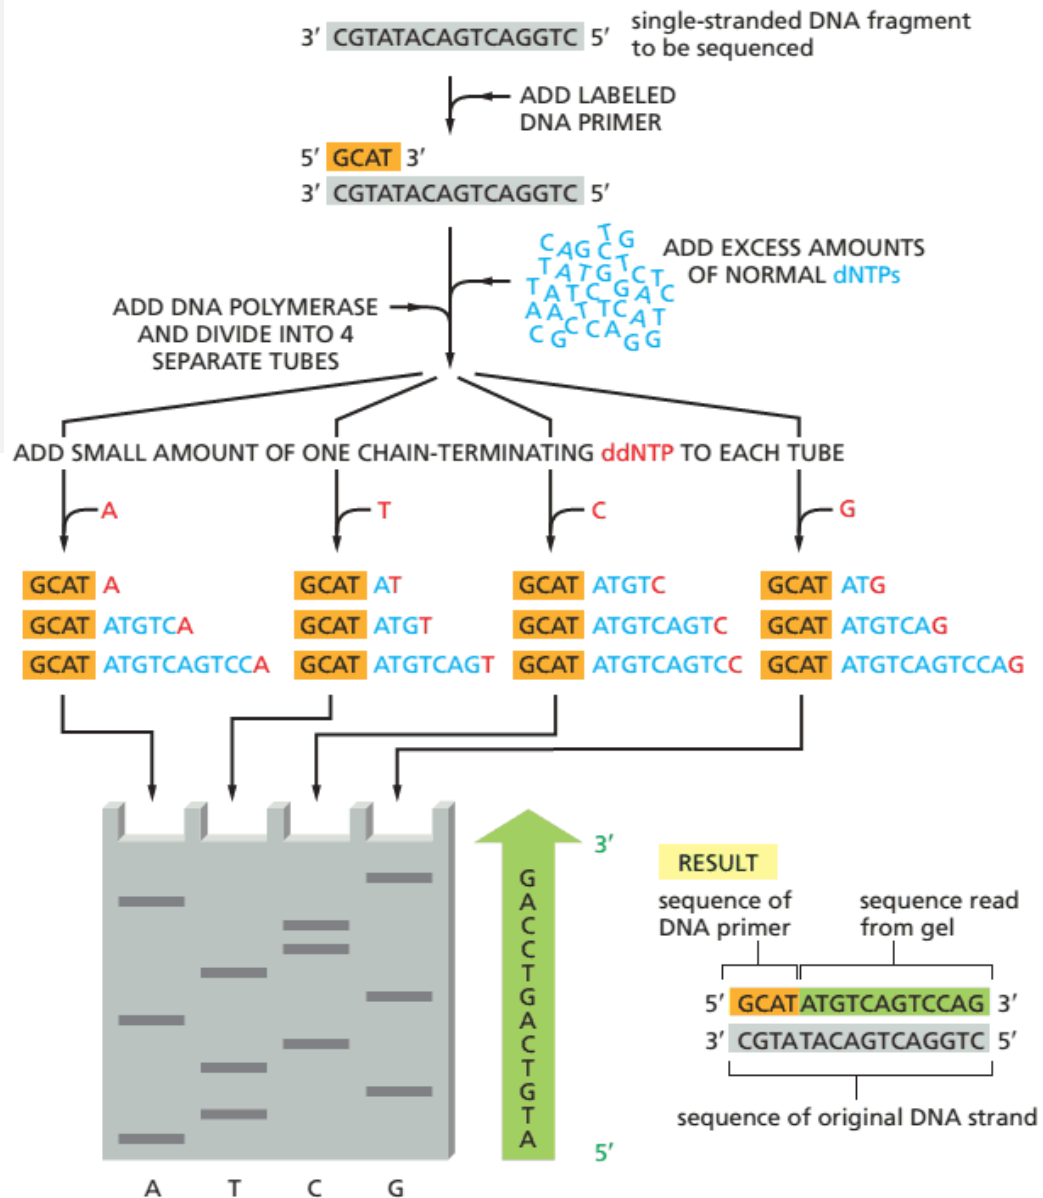 3′ CGTATACAGTCAGGTC 5′
single-stranded DNA fragment
to be sequenced
ADD LABELED
DNA PRIMER
5′ GCAT 3′
3′ CGTATACAGTCAGGTC 5′
ADD EXCESS AMOUNTS
OF NORMAL dNTPs
C A G C T G
T A T G T C T
T A T C G A C
A A T T C A T
C G C C A G G
ADD DNA POLYMERASE
AND DIVIDE INTO 4
SEPARATE TUBES
ADD SMALL AMOUNT OF ONE CHAIN-TERMINATING ddNTP TO EACH TUBE
A T C G
GCAT A GCAT AT GCAT ATGTC GCAT ATG
GCAT ATGTCA GCAT ATGT GCAT ATGTCAGTC GCAT ATGTCAG
GCAT ATGTCAGTCCA GCAT ATGTCAGT GCAT ATGTCAGTCC GCAT ATGTCAGTCCAG
3′
G
A
C
C
T
G
A
C
T
G
T
A
5′
A T C G
RESULT
sequence of
DNA primer
sequence read
from gel
5′ GCATATGTCAGTCCAG 3′
3′ CGTATACAGTCAGGTC 5′
sequence of original DNA strand